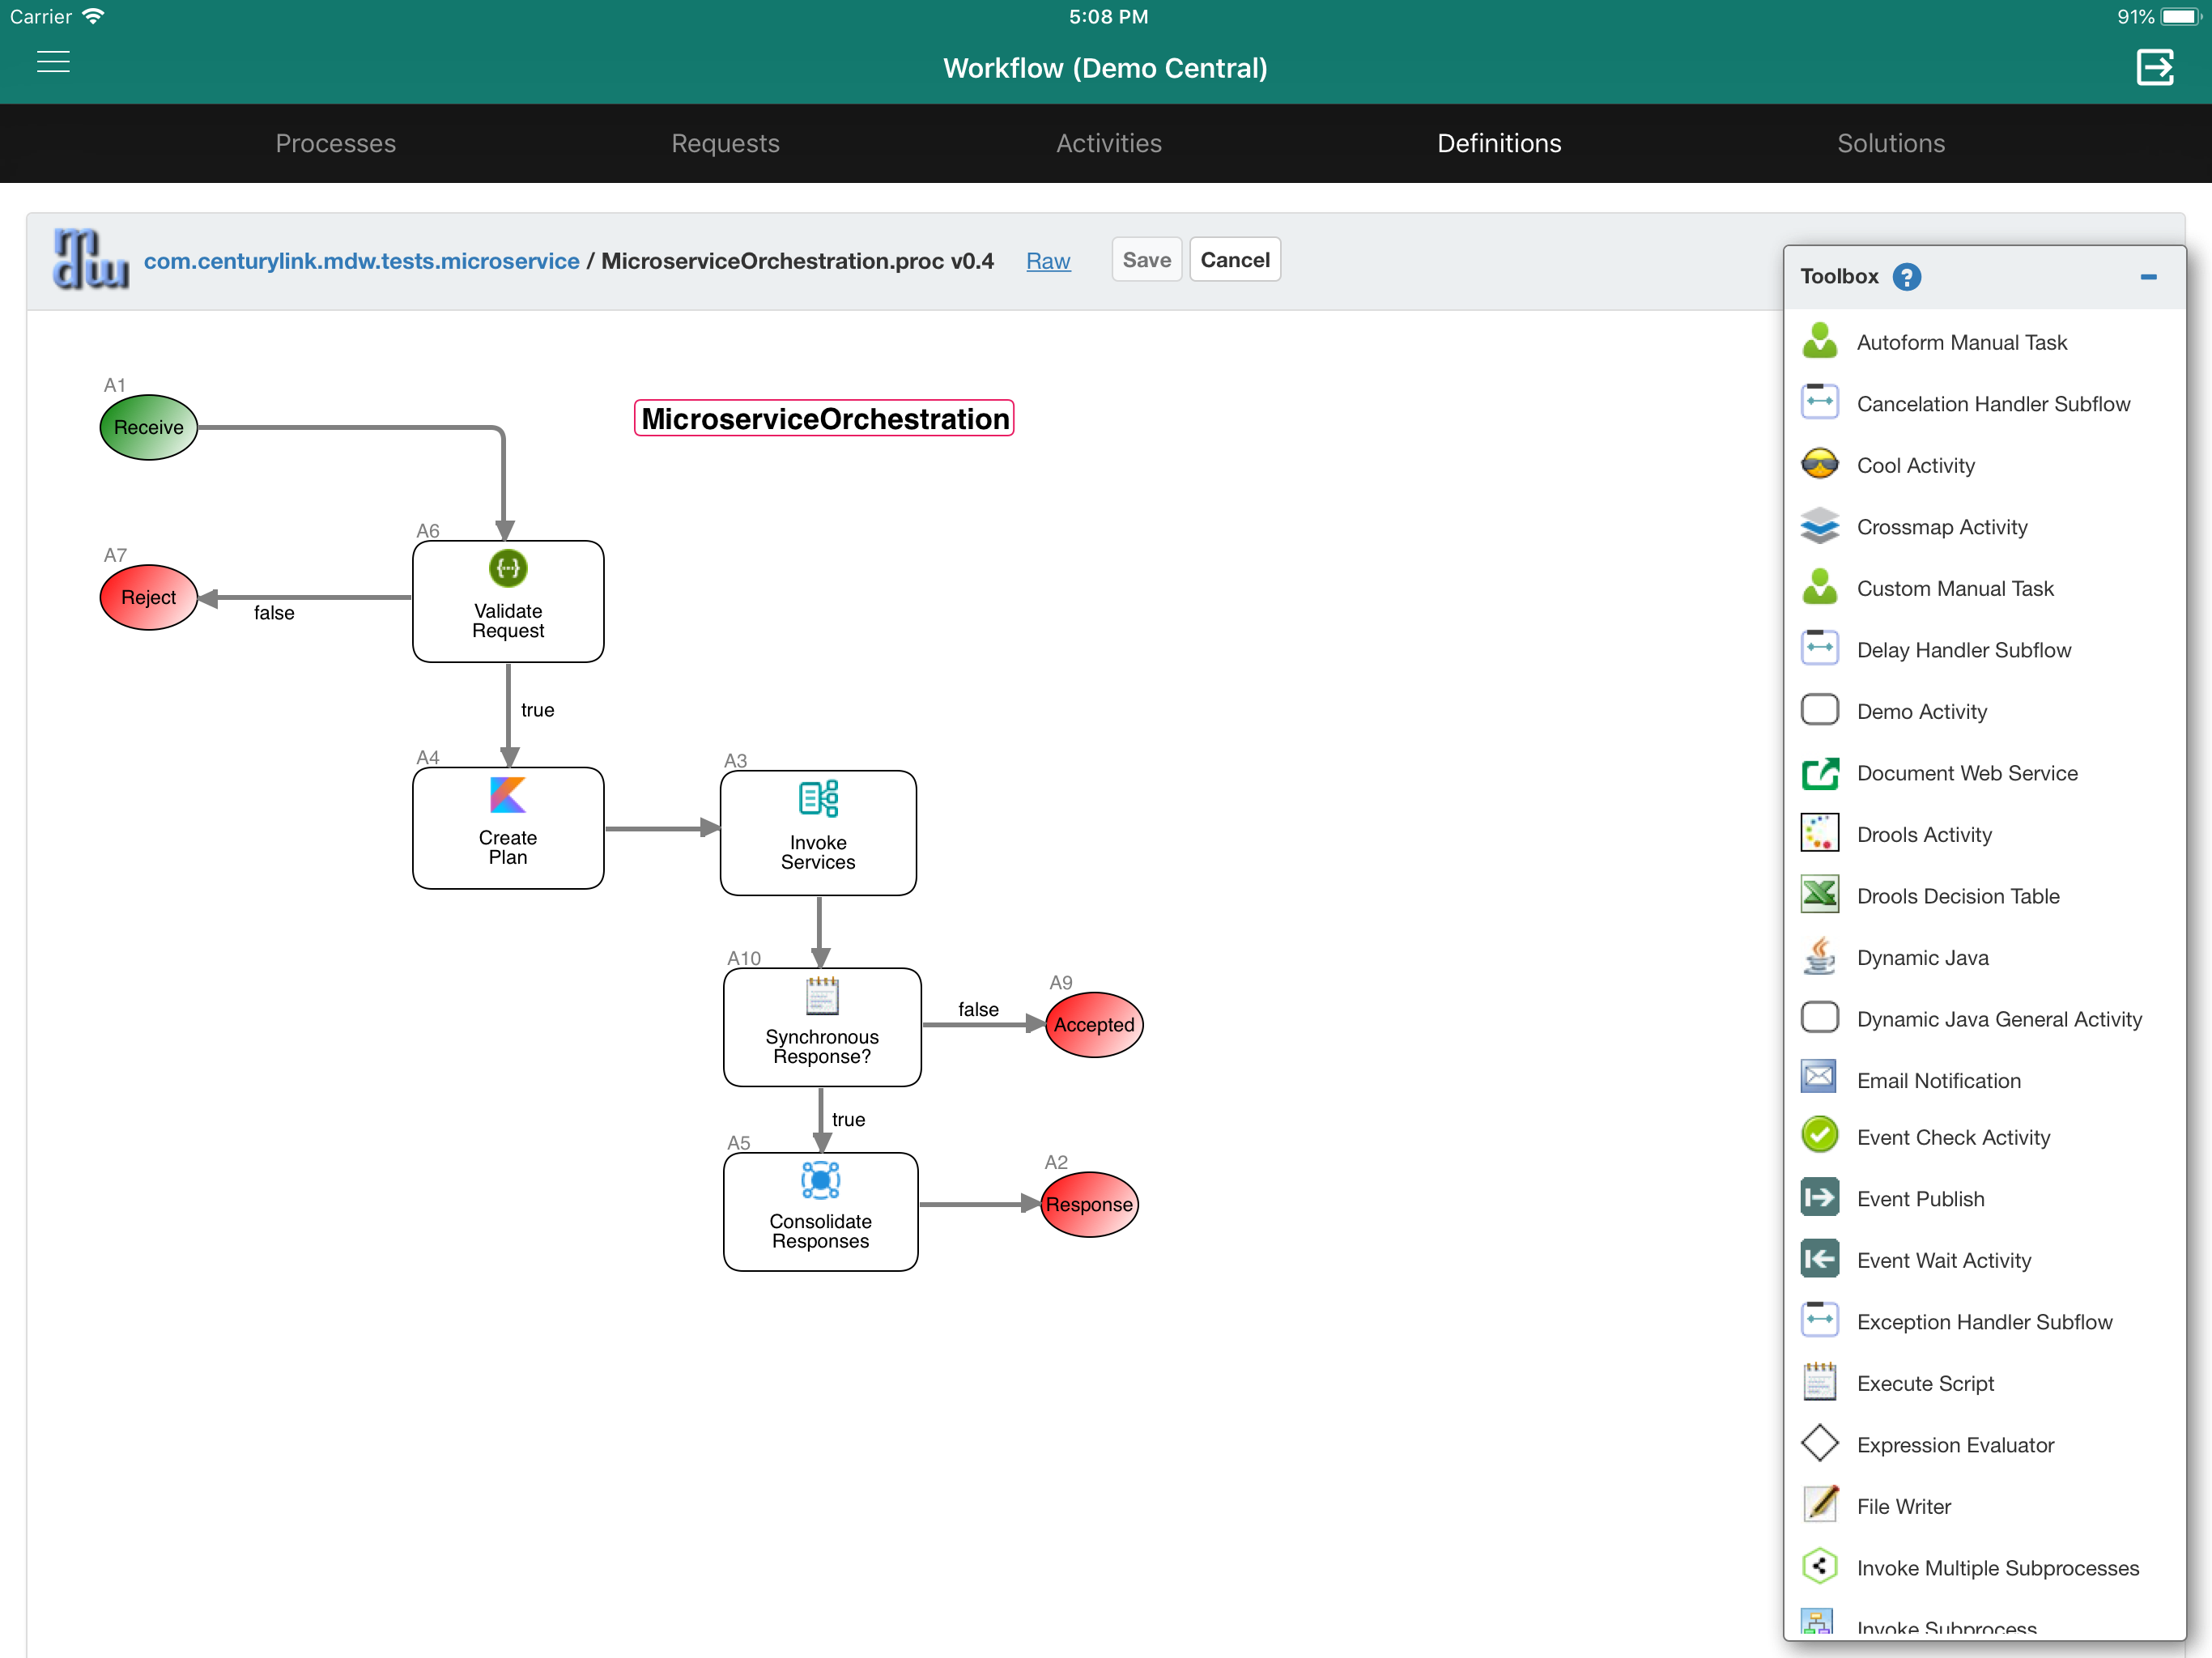 Carrier
5:08 PM
91%
Workflow (Demo Central)
Processes
Requests
Activities
Definitions
Solutions
mdw
com.centurylink.mdw.tests.microservice / MicroserviceOrchestration.proc v0.4
Raw
Save
Cancel
MicroserviceOrchestration
A1
Receive
A6
Validate
Request
A7
Reject
false
true
A4
Create
Plan
A3
Invoke
Services
A10
Synchronous
Response?
false
A9
Accepted
true
A5
Consolidate
Responses
A2
Response
Toolbox ?
Autoform Manual Task
Cancelation Handler Subflow
Cool Activity
Crossmap Activity
Custom Manual Task
Delay Handler Subflow
Demo Activity
Document Web Service
Drools Activity
Drools Decision Table
Dynamic Java
Dynamic Java General Activity
Email Notification
Event Check Activity
Event Publish
Event Wait Activity
Exception Handler Subflow
Execute Script
Expression Evaluator
File Writer
Invoke Multiple Subprocesses
Invoke Subprocess